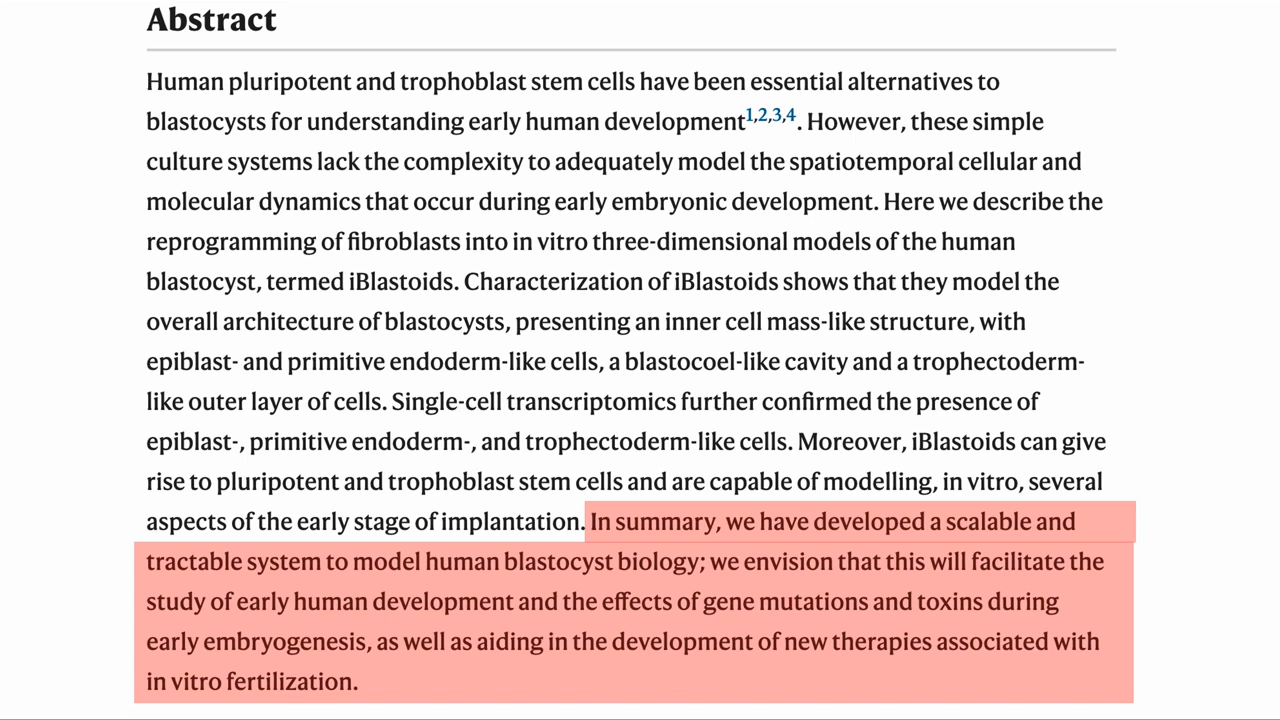 Abstract
Human pluripotent and trophoblast stem cells have been essential alternatives to
blastocysts for understanding early human development1,2,3,4. However, these simple
culture systems lack the complexity to adequately model the spatiotemporal cellular and
molecular dynamics that occur during early embryonic development. Here we describe the
reprogramming of fibroblasts into in vitro three-dimensional models of the human
blastocyst, termed iBlastoids. Characterization of iBlastoids shows that they model the
overall architecture of blastocysts, presenting an inner cell mass-like structure, with
epiblast- and primitive endoderm-like cells, a blastocoel-like cavity and a trophectoderm-
like outer layer of cells. Single-cell transcriptomics further confirmed the presence of
epiblast-, primitive endoderm-, and trophectoderm-like cells. Moreover, iBlastoids can give
rise to pluripotent and trophoblast stem cells and are capable of modelling, in vitro, several
aspects of the early stage of implantation. In summary, we have developed a scalable and
tractable system to model human blastocyst biology; we envision that this will facilitate the
study of early human development and the effects of gene mutations and toxins during
early embryogenesis, as well as aiding in the development of new therapies associated with
in vitro fertilization.